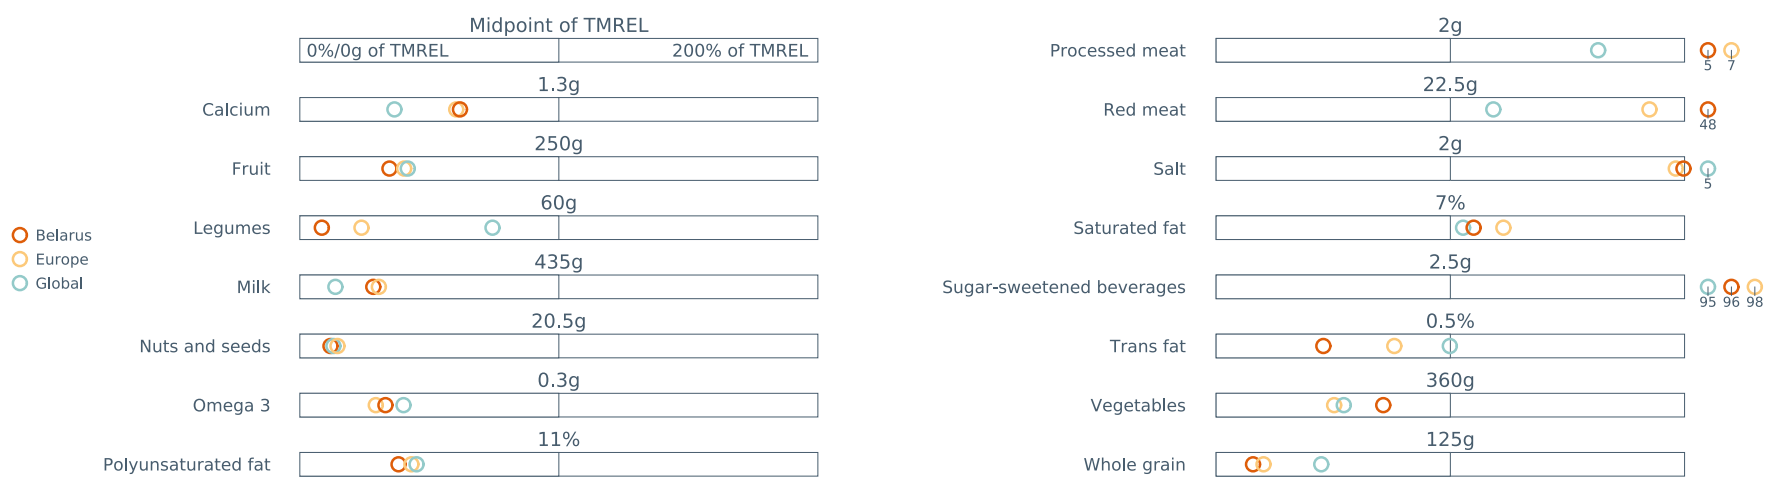 Midpoint of TMREL
0%/0g of TMREL 200% of TMREL
Calcium 1.3g
Fruit 250g
Legumes 60g
Milk 435g
Nuts and seeds 20.5g
Omega 3 0.3g
Polyunsaturated fat 11%
Belarus
Europe
Global
Processed meat 2g
5 7
Red meat 22.5g
48
Salt 2g
5
Saturated fat 7%
Sugar-sweetened beverages 2.5g
95 96 98
Trans fat 0.5%
Vegetables 360g
Whole grain 125g